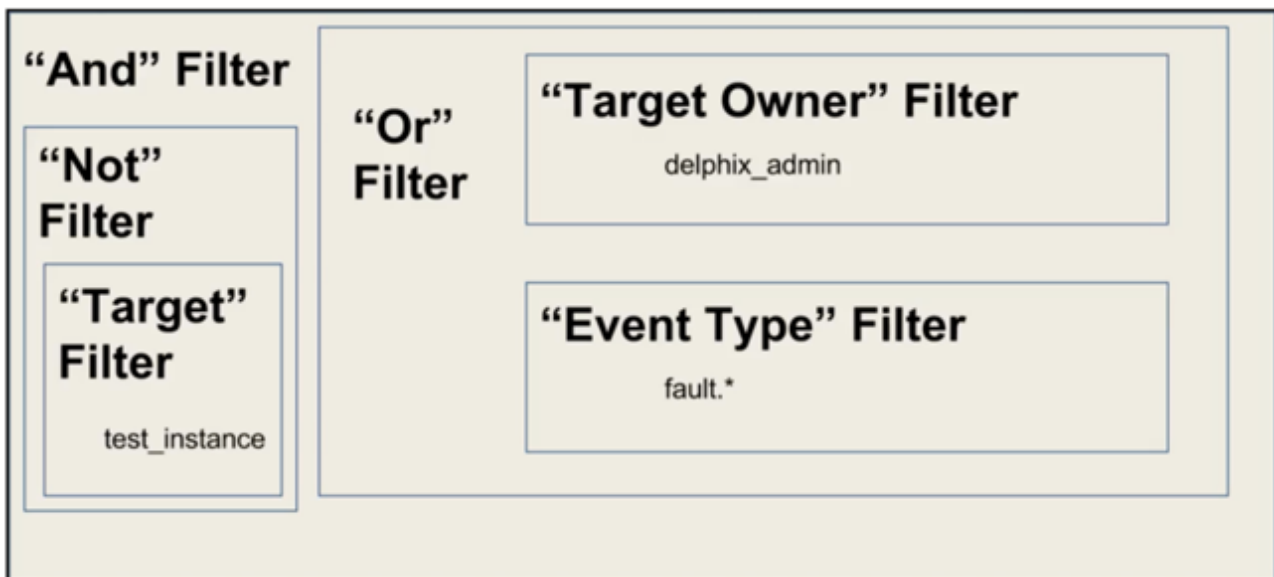 “And” Filter
“Not”
Filter
“Target”
Filter
test_instance
“Or”
Filter
“Target Owner” Filter
delphix_admin
“Event Type” Filter
fault.*